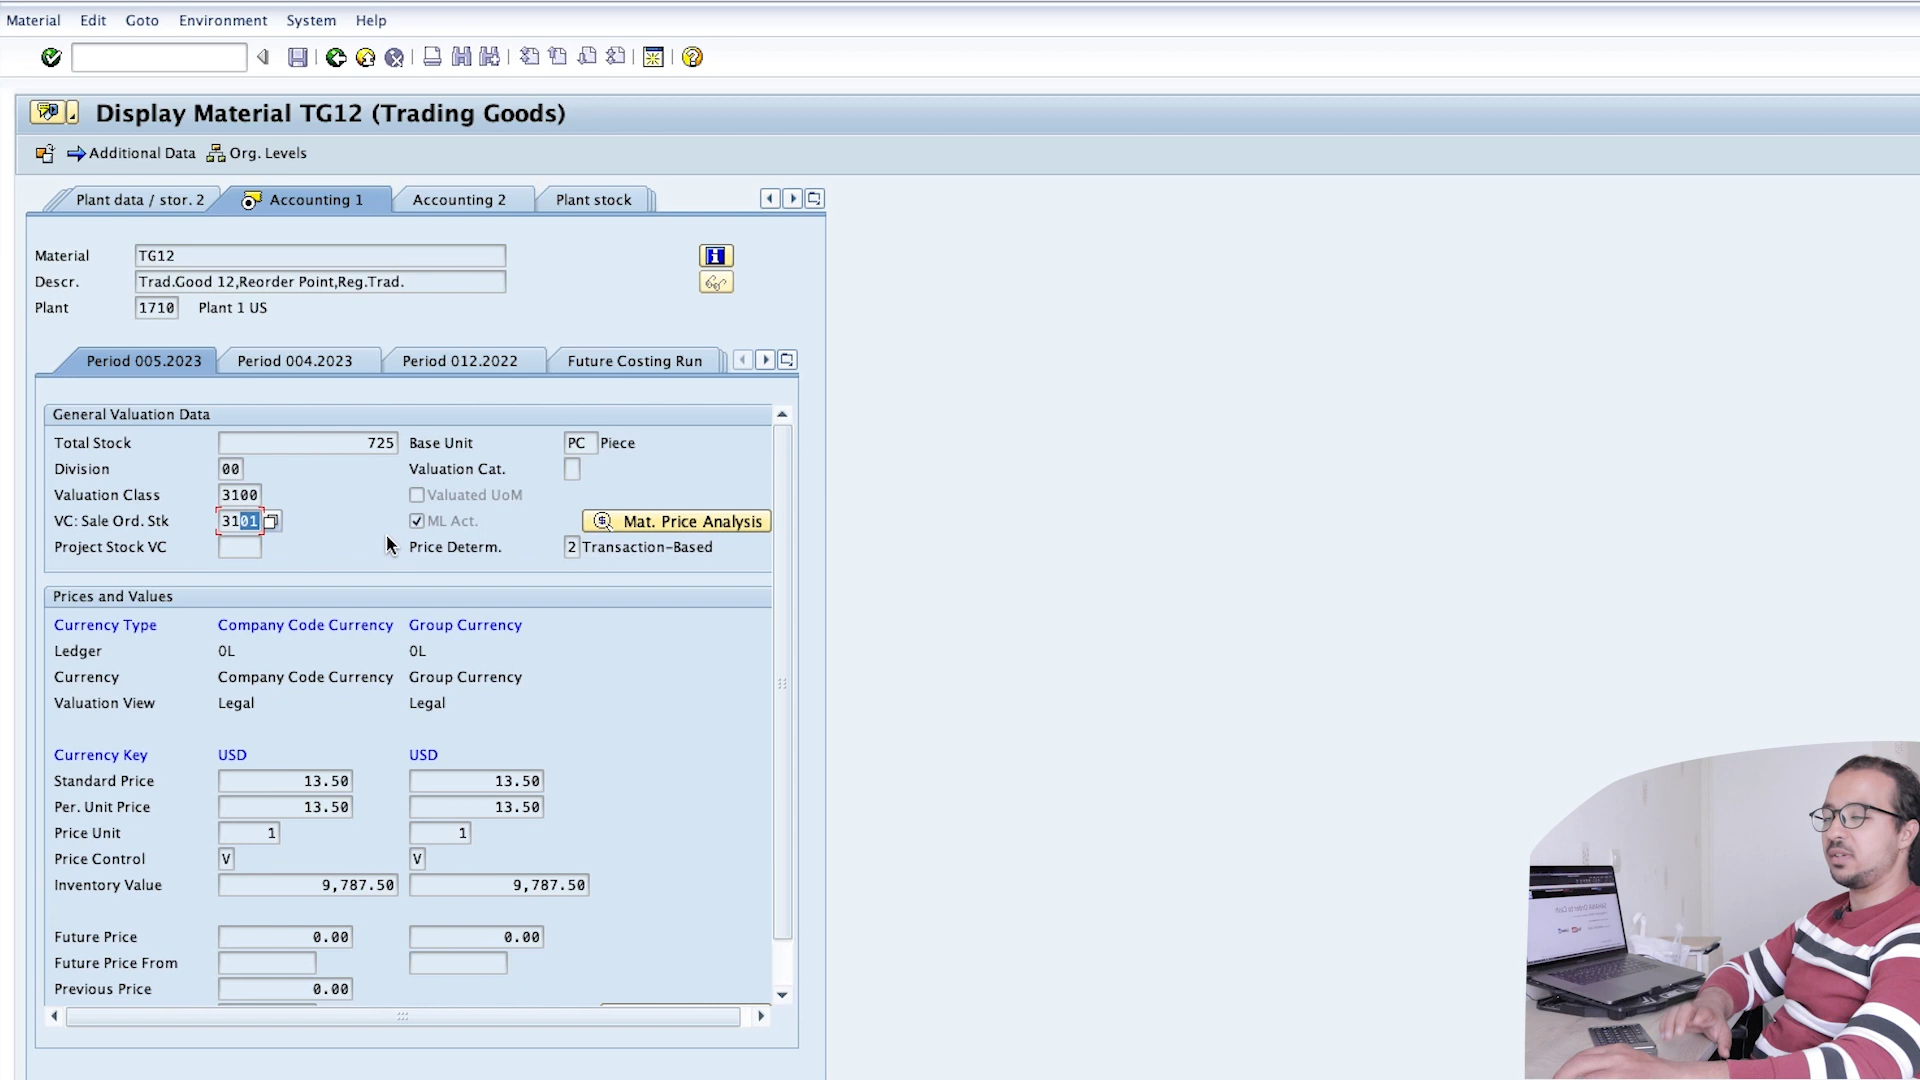 Material Edit Goto Environment System Help
Display Material TG12 (Trading Goods)
Additional Data Org. Levels
Plant data / stor. 2 Accounting 1 Accounting 2 Plant stock
Material TG12
Descr. Trad.Good 12,Reorder Point,Reg.Trad.
Plant 1710 Plant 1 US
Period 005.2023 Period 004.2023 Period 012.2022 Future Costing Run
General Valuation Data
Total Stock 725 Base Unit PC Piece
Division 00 Valuation Cat.
Valuation Class 3100 Valuated UoM
VC: Sale Ord. Stk 3101 ML Act. Mat. Price Analysis
Project Stock VC Price Determ. 2 Transaction-Based
Prices and Values
Currency Type Company Code Currency Group Currency
Ledger 0L 0L
Currency Company Code Currency Group Currency
Valuation View Legal Legal
Currency Key USD USD
Standard Price 13.50 13.50
Per. Unit Price 13.50 13.50
Price Unit 1 1
Price Control V V
Inventory Value 9,787.50 9,787.50
Future Price 0.00 0.00
Future Price From
Previous Price 0.00